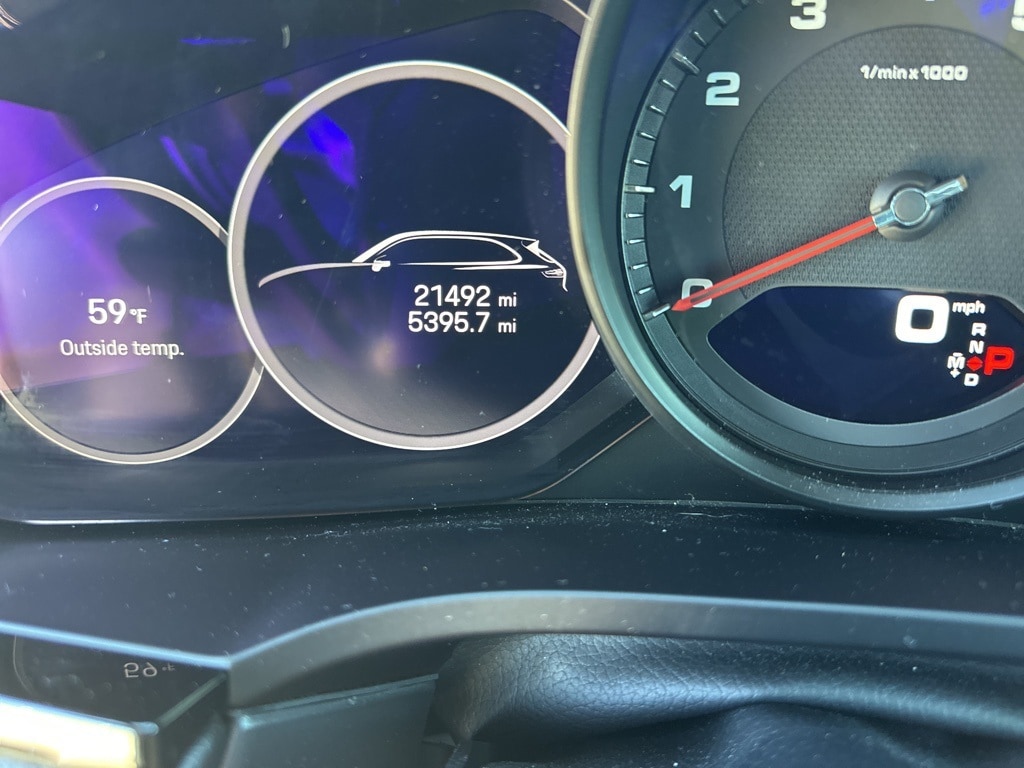 3
2
1/min x 1000
1
0
59°F
Outside temp.
21492 mi
5395.7 mi
0 mph
R
N
M P
+
D